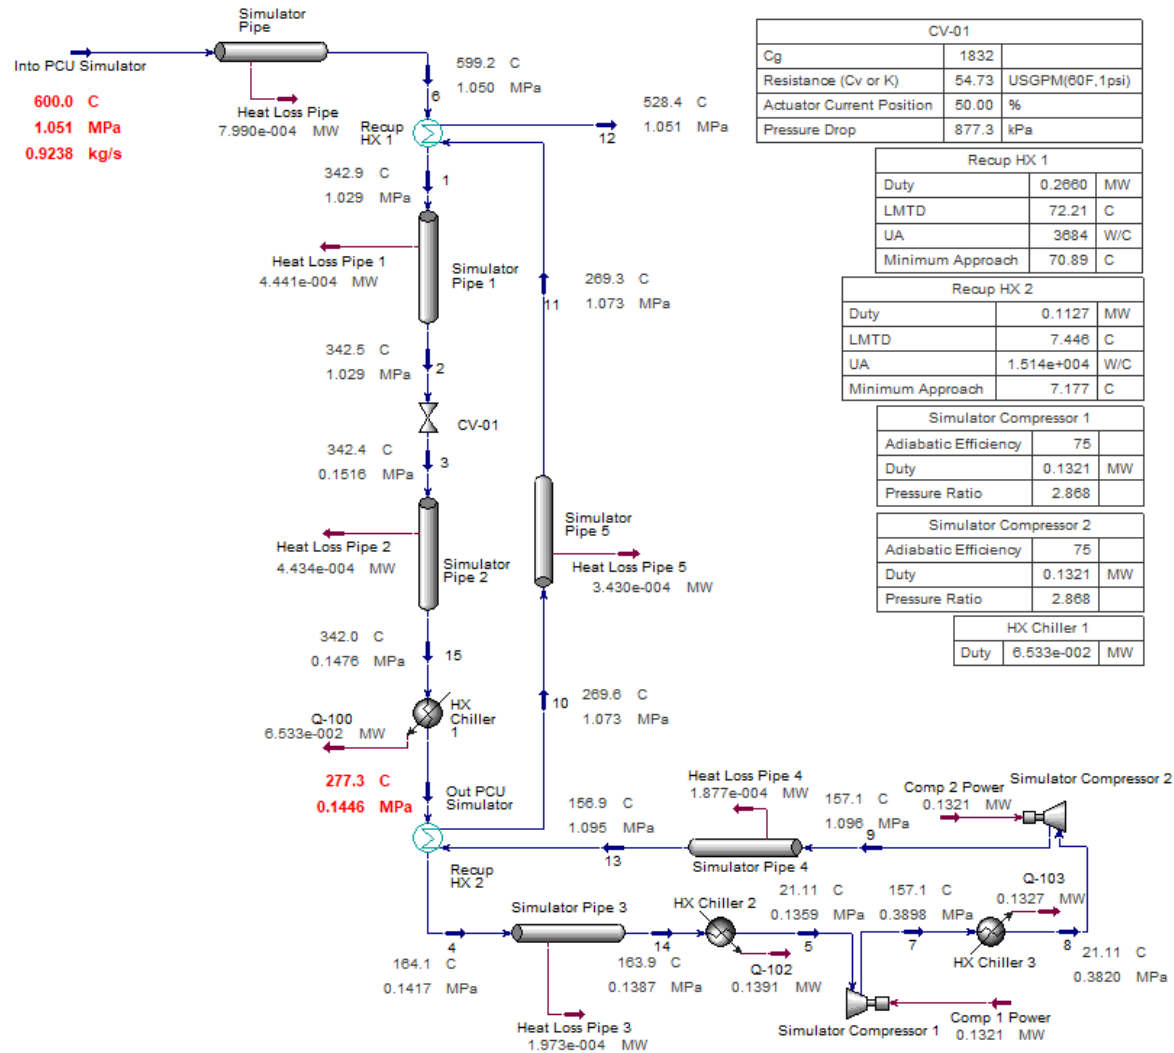 Simulator
Pipe
Into PCU Simulator
600.0 C
1.051 MPa
0.9238 kg/s
Heat Loss Pipe
7.990e-004 MW
599.2 C
1.050 MPa
6
Recup
HX 1
528.4 C
1.051 MPa
12
342.9 C
1.029 MPa
1
Heat Loss Pipe 1
4.441e-004 MW
Simulator
Pipe 1
269.3 C
1.073 MPa
11
342.5 C
1.029 MPa
2
CV-01
342.4 C
0.1516 MPa
3
Heat Loss Pipe 2
4.434e-004 MW
Simulator
Pipe 2
Simulator
Pipe 5
Heat Loss Pipe 5
3.430e-004 MW
342.0 C
0.1476 MPa
15
Q-100
6.533e-002 MW
HX
Chiller
1
10
269.6 C
1.073 MPa
277.3 C
0.1446 MPa
Out PCU
Simulator
Recup
HX 2
156.9 C
1.095 MPa
13
Heat Loss Pipe 4
1.877e-004 MW
Simulator Pipe 4
157.1 C
1.096 MPa
9
Comp 2 Power
0.1321 MW
Simulator Compressor 2
4
164.1 C
0.1417 MPa
Simulator Pipe 3
Heat Loss Pipe 3
1.973e-004 MW
14
163.9 C
0.1387 MPa
HX Chiller 2
Q-102
0.1391 MW
21.11 C
0.1359 MPa
5
157.1 C
0.3898 MPa
7
Q-103
0.1327 MW
HX Chiller 3
8
21.11 C
0.3820 MPa
Simulator Compressor 1
Comp 1 Power
0.1321 MW
CV-01
Cg 1832
Resistance (Cv or K) 54.73 USGPM(60F,1psi)
Actuator Current Position 50.00 %
Pressure Drop 877.3 kPa
Recup HX 1
Duty 0.2660 MW
LMTD 72.21 C
UA 3684 W/C
Minimum Approach 70.89 C
Recup HX 2
Duty 0.1127 MW
LMTD 7.446 C
UA 1.514e+004 W/C
Minimum Approach 7.177 C
Simulator Compressor 1
Adiabatic Efficiency 75
Duty 0.1321 MW
Pressure Ratio 2.868
Simulator Compressor 2
Adiabatic Efficiency 75
Duty 0.1321 MW
Pressure Ratio 2.868
HX Chiller 1
Duty 6.533e-002 MW